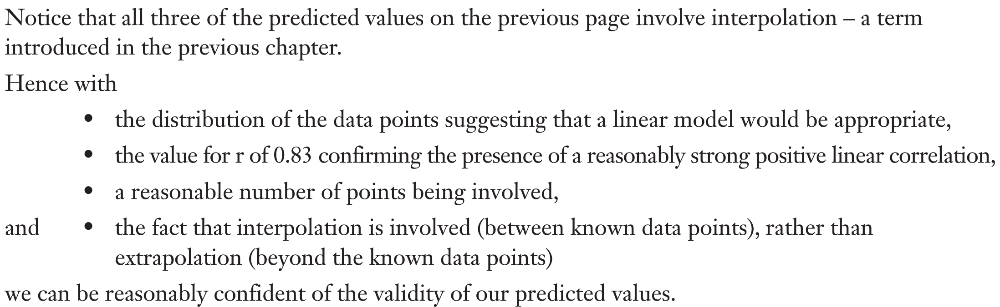 Notice that all three of the predicted values on the previous page involve interpolation – a term
introduced in the previous chapter.
Hence with
• the distribution of the data points suggesting that a linear model would be appropriate,
• the value for r of 0.83 confirming the presence of a reasonably strong positive linear correlation,
• a reasonable number of points being involved,
and • the fact that interpolation is involved (between known data points), rather than
extrapolation (beyond the known data points)
we can be reasonably confident of the validity of our predicted values.